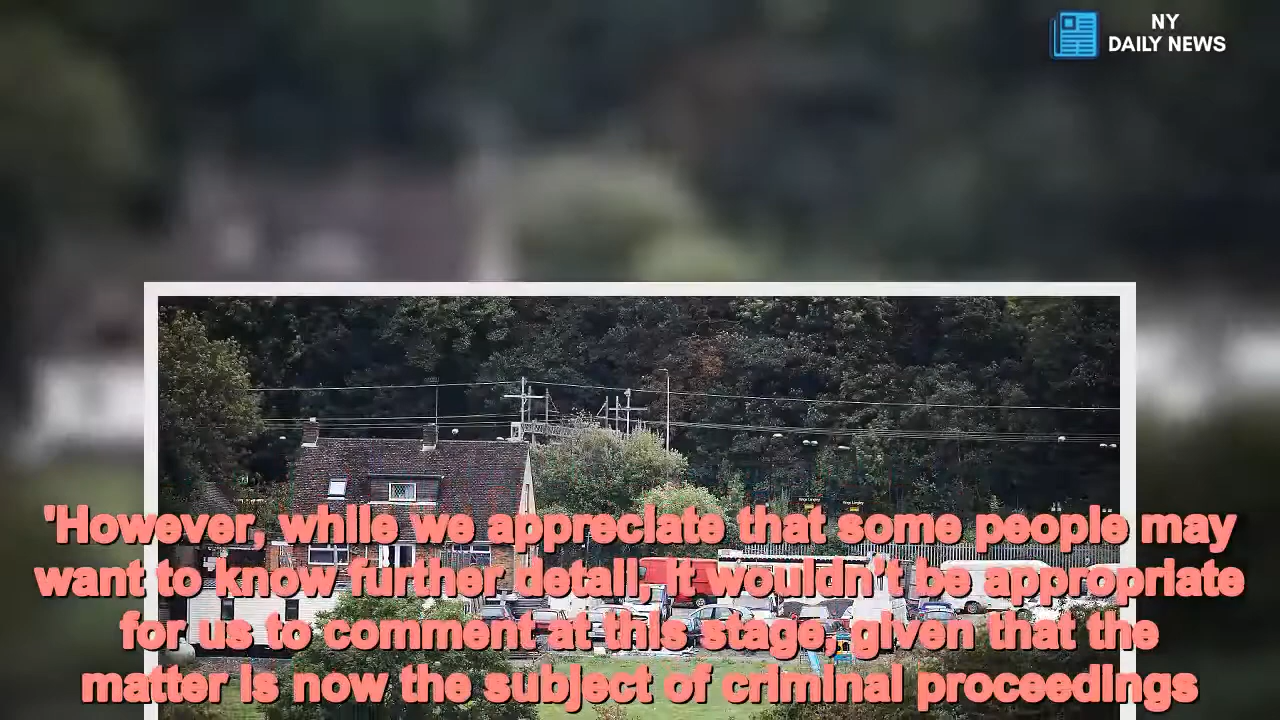 NY
DAILY NEWS
'However, while we appreciate that some people may
want to know further detail, it wouldn't be appropriate
for us to comment at this stage, given that the
matter is now the subject of criminal proceedings